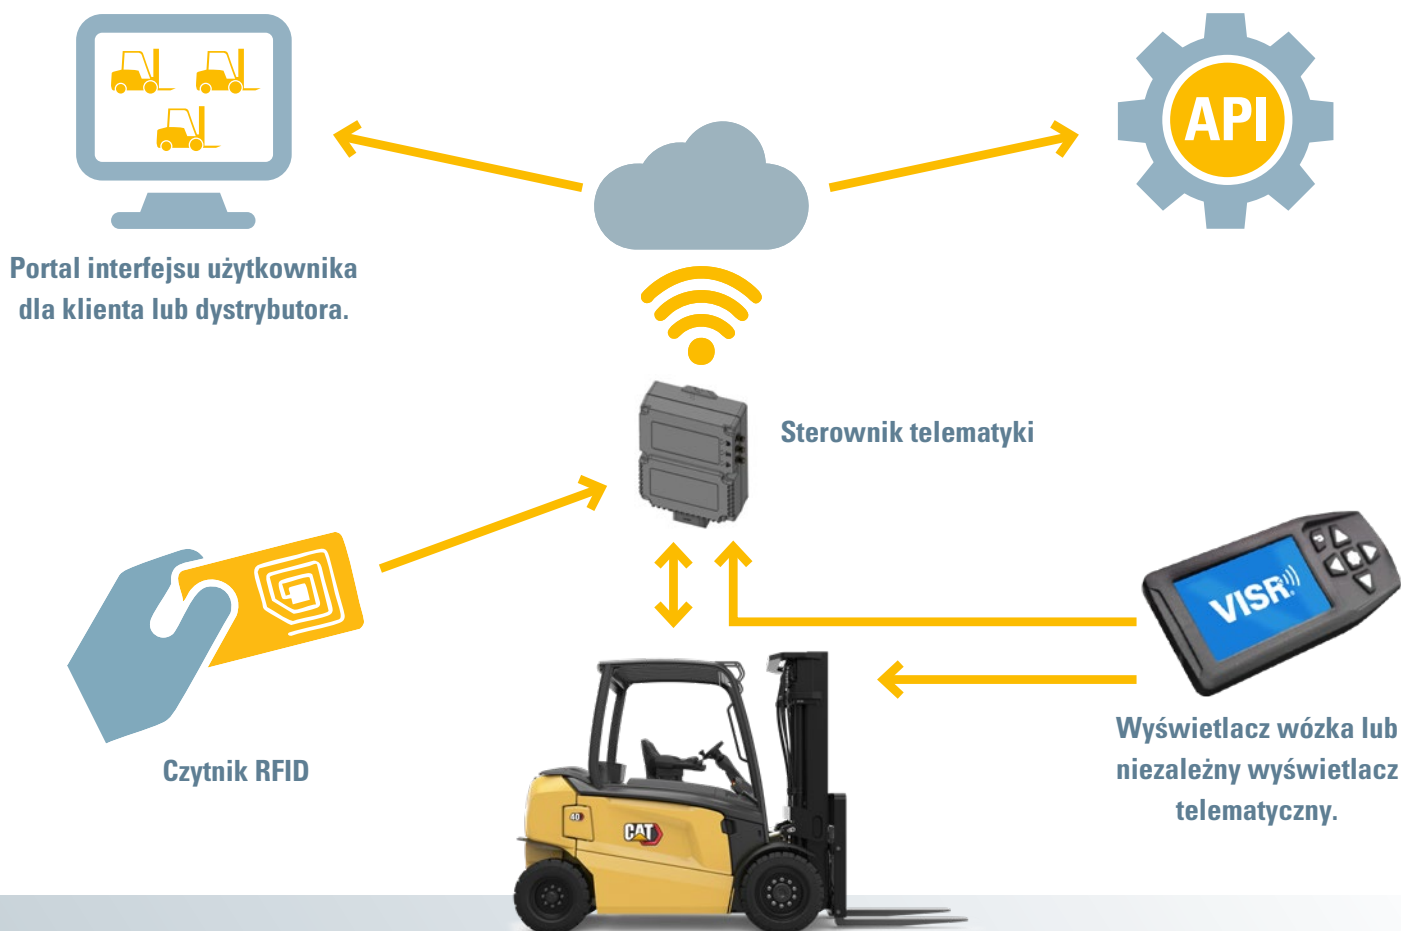 API
Portal interfejsu użytkownika
dla klienta lub dystrybutora.
Sterownik telematyki
VISR
Czytnik RFID
Wyświetlacz wózka lub
niezależny wyświetlacz
telematyczny.
40
CAT